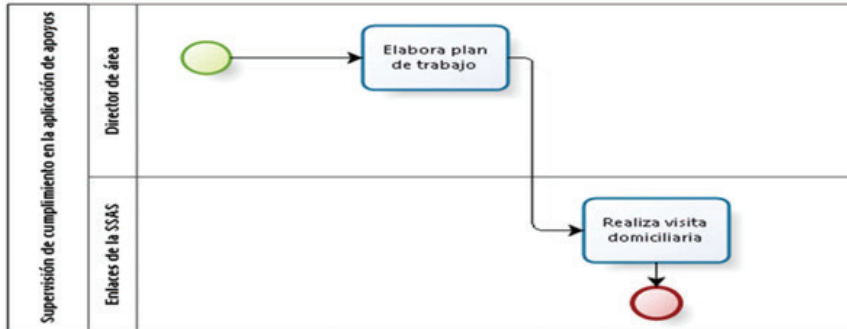 Supervisión de cumplimiento en la aplicación de apoyos
Director de área
Elabora plan
de trabajo
Enlaces de la SSAS
Realiza visita
domiciliaria